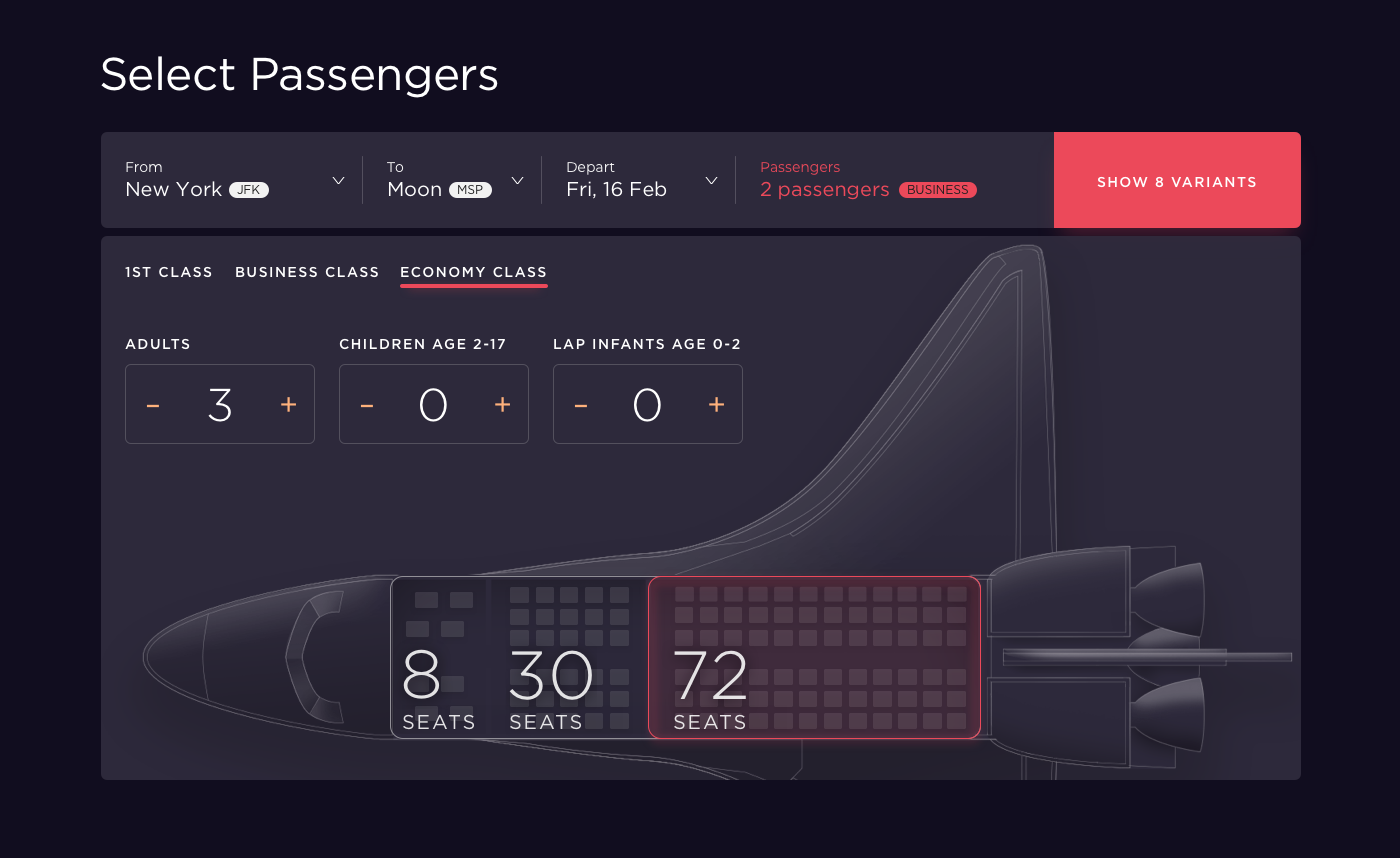 Select Passengers
From
New York JFK
To
Moon MSP
Depart
Fri, 16 Feb
Passengers
2 passengers BUSINESS
SHOW 8 VARIANTS
1ST CLASS BUSINESS CLASS ECONOMY CLASS
ADULTS
- 3 +
CHILDREN AGE 2-17
- 0 +
LAP INFANTS AGE 0-2
- 0 +
8
SEATS
30
SEATS
72
SEATS